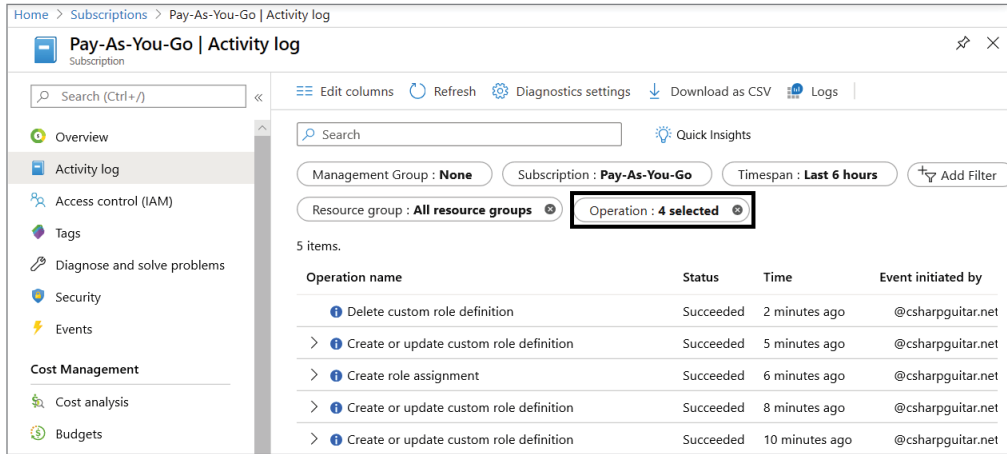 Home > Subscriptions > Pay-As-You-Go | Activity log
Pay-As-You-Go | Activity log
Subscription
Search (Ctrl+/)
«
Overview
Activity log
Access control (IAM)
Tags
Diagnose and solve problems
Security
Events
Cost Management
Cost analysis
Budgets
Edit columns Refresh Diagnostics settings Download as CSV Logs
Search Quick Insights
Management Group : None Subscription : Pay-As-You-Go Timespan : Last 6 hours Add Filter
Resource group : All resource groups Operation : 4 selected
5 items.
Operation name Status Time Event initiated by
Delete custom role definition Succeeded 2 minutes ago @csharpguitar.net
Create or update custom role definition Succeeded 5 minutes ago @csharpguitar.net
Create role assignment Succeeded 6 minutes ago @csharpguitar.net
Create or update custom role definition Succeeded 8 minutes ago @csharpguitar.net
Create or update custom role definition Succeeded 10 minutes ago @csharpguitar.net